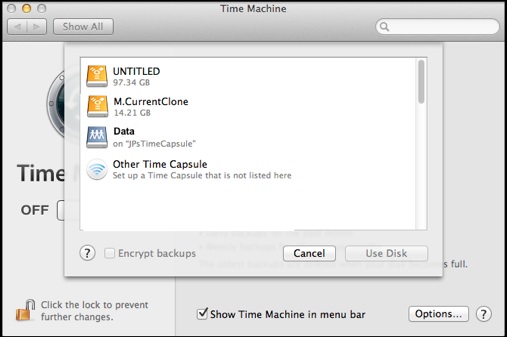 Time Machine
Show All
UNTITLED
97.34 GB
M.CurrentClone
14.21 GB
Data
on “JPsTimeCapsule”
Other Time Capsule
Set up a Time Capsule that is not listed here
Time
OFF
? Encrypt backups Cancel Use Disk
full.
Click the lock to prevent
further changes.
Show Time Machine in menu bar Options... ?